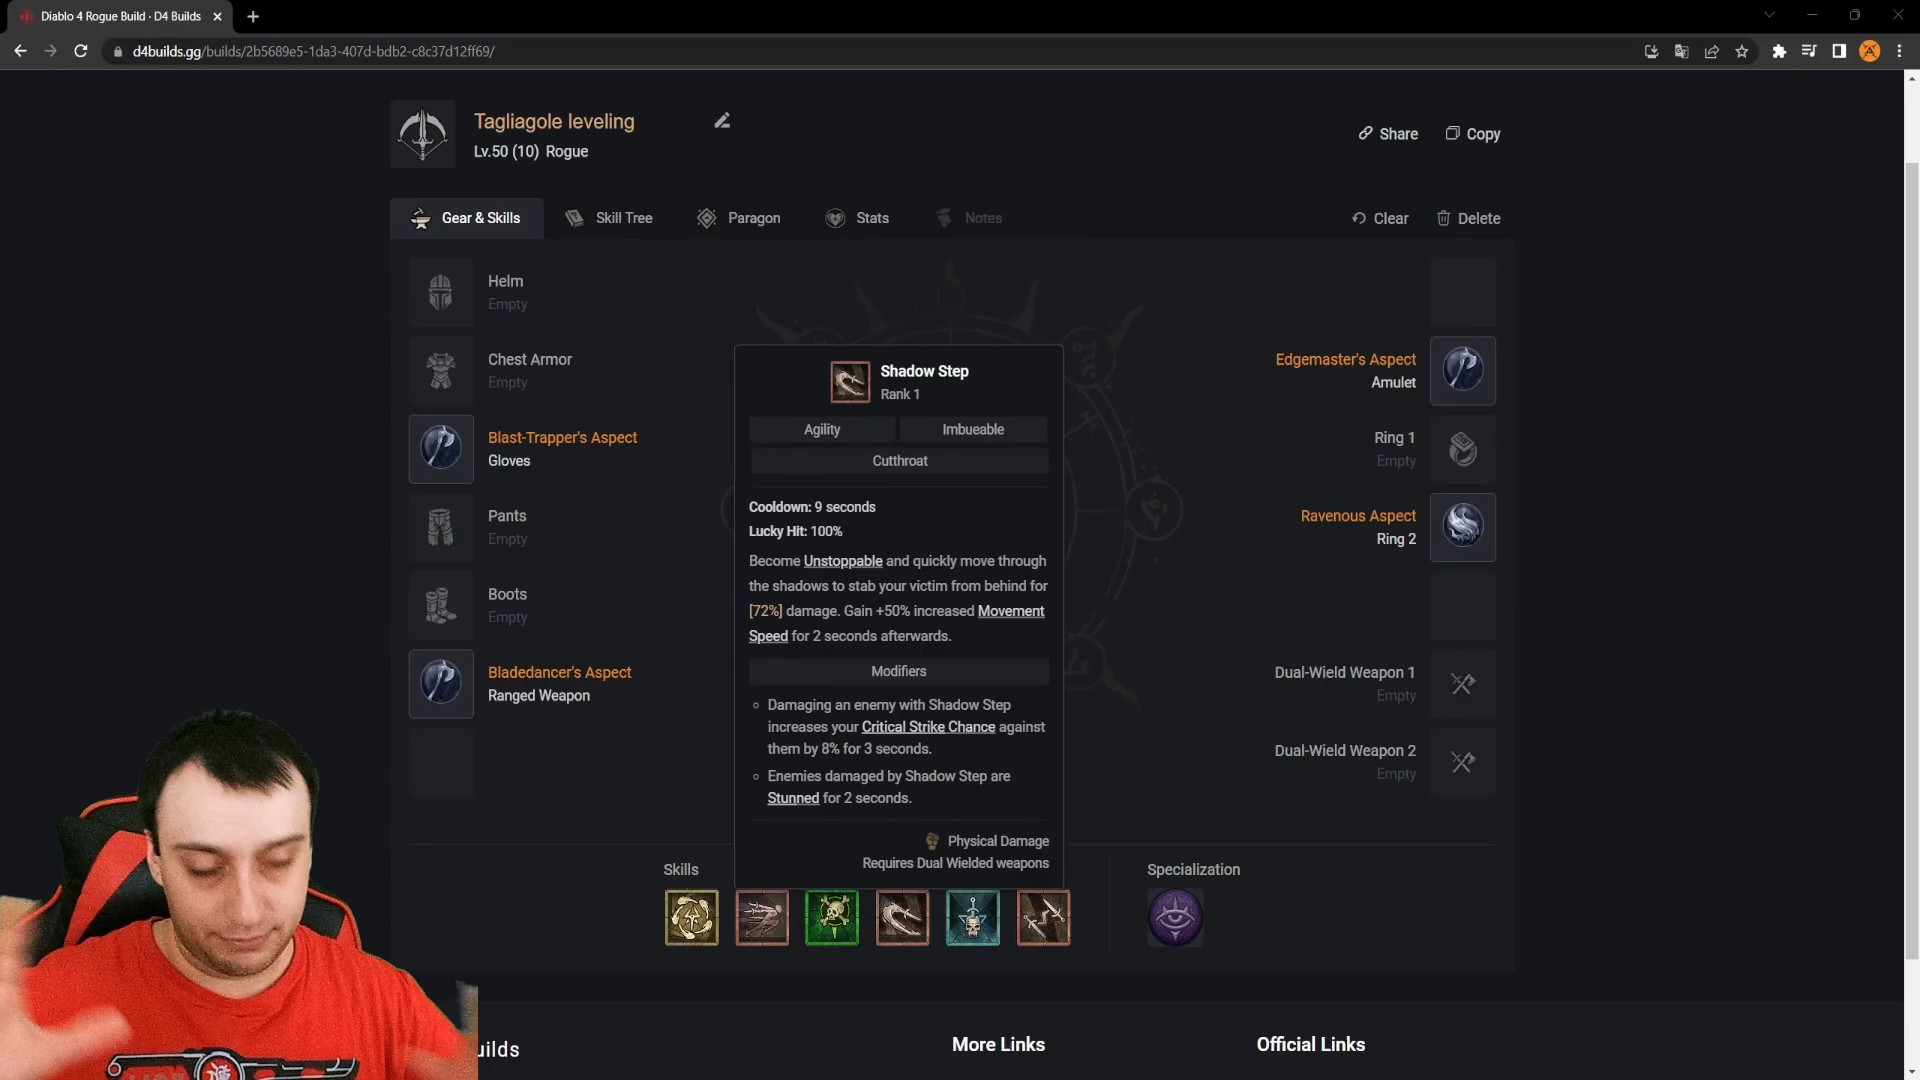 Diablo 4 Rogue Build · D4 Builds
d4builds.gg/builds/2b5689e5-1da3-407d-bdb2-c8c37d12ff69/
Tagliagole leveling
Lv.50 (10) Rogue
Share
Copy
Gear & Skills
Skill Tree
Paragon
Stats
Notes
Clear
Delete
Helm
Empty
Chest Armor
Empty
Blast-Trapper's Aspect
Gloves
Pants
Empty
Boots
Empty
Bladedancer's Aspect
Ranged Weapon
Shadow Step
Rank 1
Agility
Imbueable
Cutthroat
Cooldown: 9 seconds
Lucky Hit: 100%
Become Unstoppable and quickly move through
the shadows to stab your victim from behind for
[72%] damage. Gain +50% increased Movement
Speed for 2 seconds afterwards.
Modifiers
Damaging an enemy with Shadow Step
increases your Critical Strike Chance against
them by 8% for 3 seconds.
Enemies damaged by Shadow Step are
Stunned for 2 seconds.
Physical Damage
Requires Dual Wielded weapons
Edgemaster's Aspect
Amulet
Ring 1
Empty
Ravenous Aspect
Ring 2
Dual-Wield Weapon 1
Empty
Dual-Wield Weapon 2
Empty
Skills
Specialization
uilds
More Links
Official Links